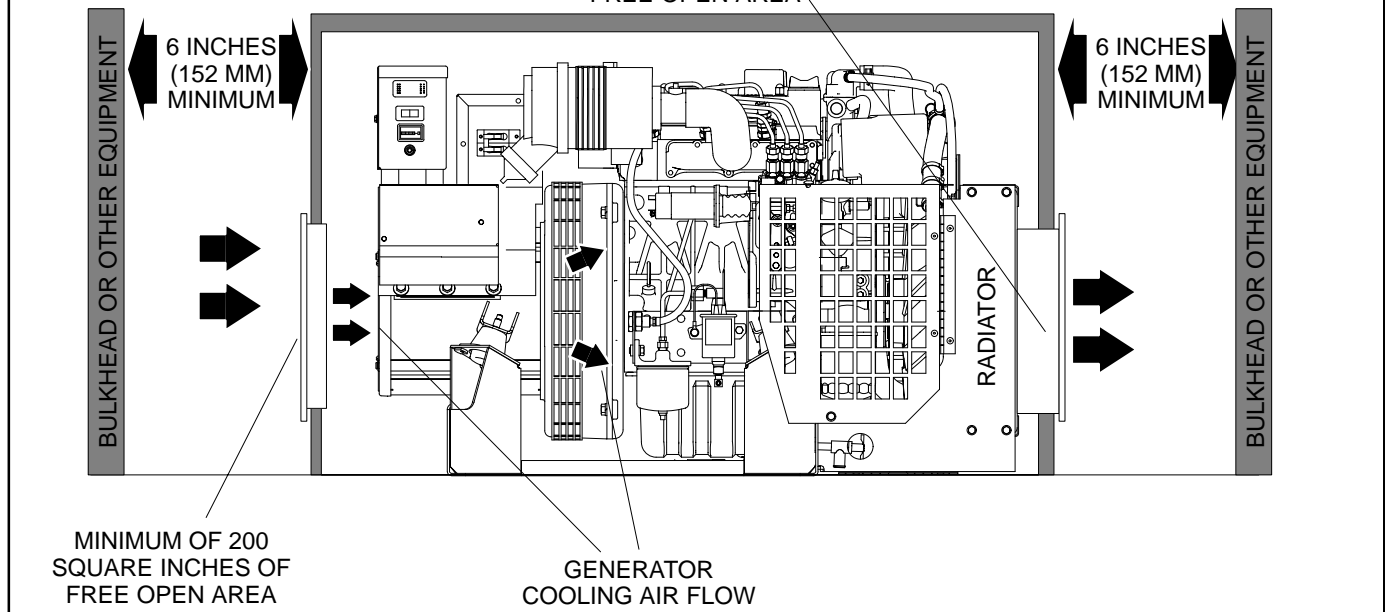 FREE OPEN AREA
6 INCHES
(152 MM)
MINIMUM
6 INCHES
(152 MM)
MINIMUM
BULKHEAD OR OTHER EQUIPMENT
BULKHEAD OR OTHER EQUIPMENT
RADIATOR
MINIMUM OF 200
SQUARE INCHES OF
FREE OPEN AREA
GENERATOR
COOLING AIR FLOW